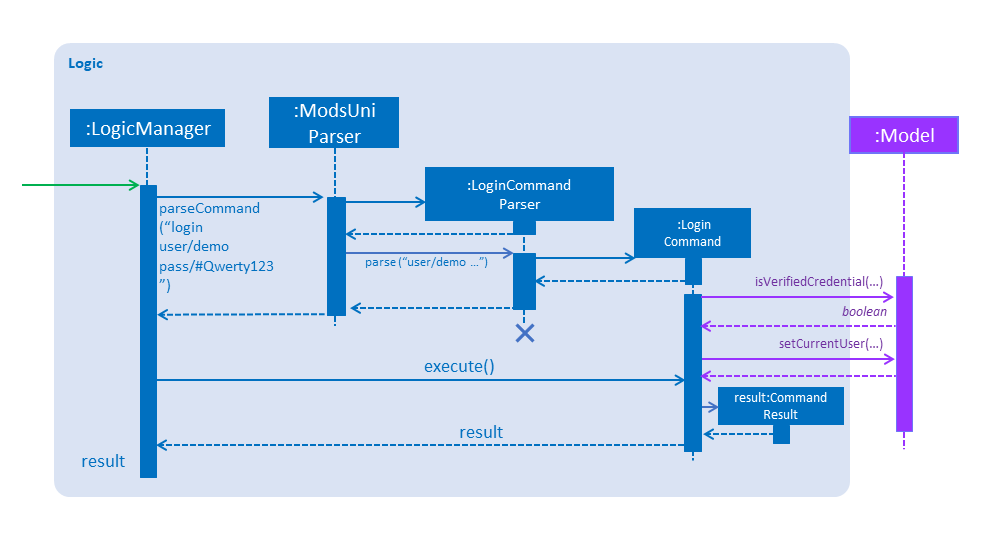 Logic
:LogicManager
:ModsUni
Parser
:Model
:LoginCommand
Parser
:Login
Command
parseCommand
(“login
user/demo
pass/#Qwerty123
”)
parse (“user/demo ...”)
isVerifiedCredential(...)
boolean
setCurrentUser(...)
execute()
result:Command
Result
result
result